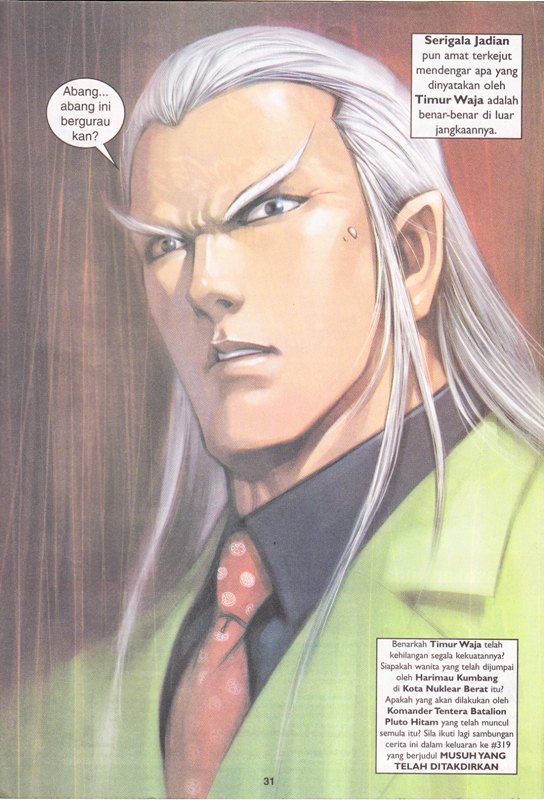 Serigala Jadian
pun amat terkejut
mendengar apa yang
dinyatakan oleh
Timur Waja adalah
benar-benar di luar
jangkaannya.
Abang...
abang ini
bergurau
kan?
Benarkah Timur Waja telah
kehilangan segala kekuatannya?
Siapakah wanita yang telah dijumpai
oleh Harimau Kumbang
di Kota Nuklear Berat itu?
Apakah yang akan dilakukan oleh
Komander Tentera Batalion
Pluto Hitam yang telah muncul
semula itu? Sila ikuti lagi sambungan
cerita ini dalam keluaran ke #319
yang berjudul MUSUH YANG
TELAH DITAKDIRKAN
31